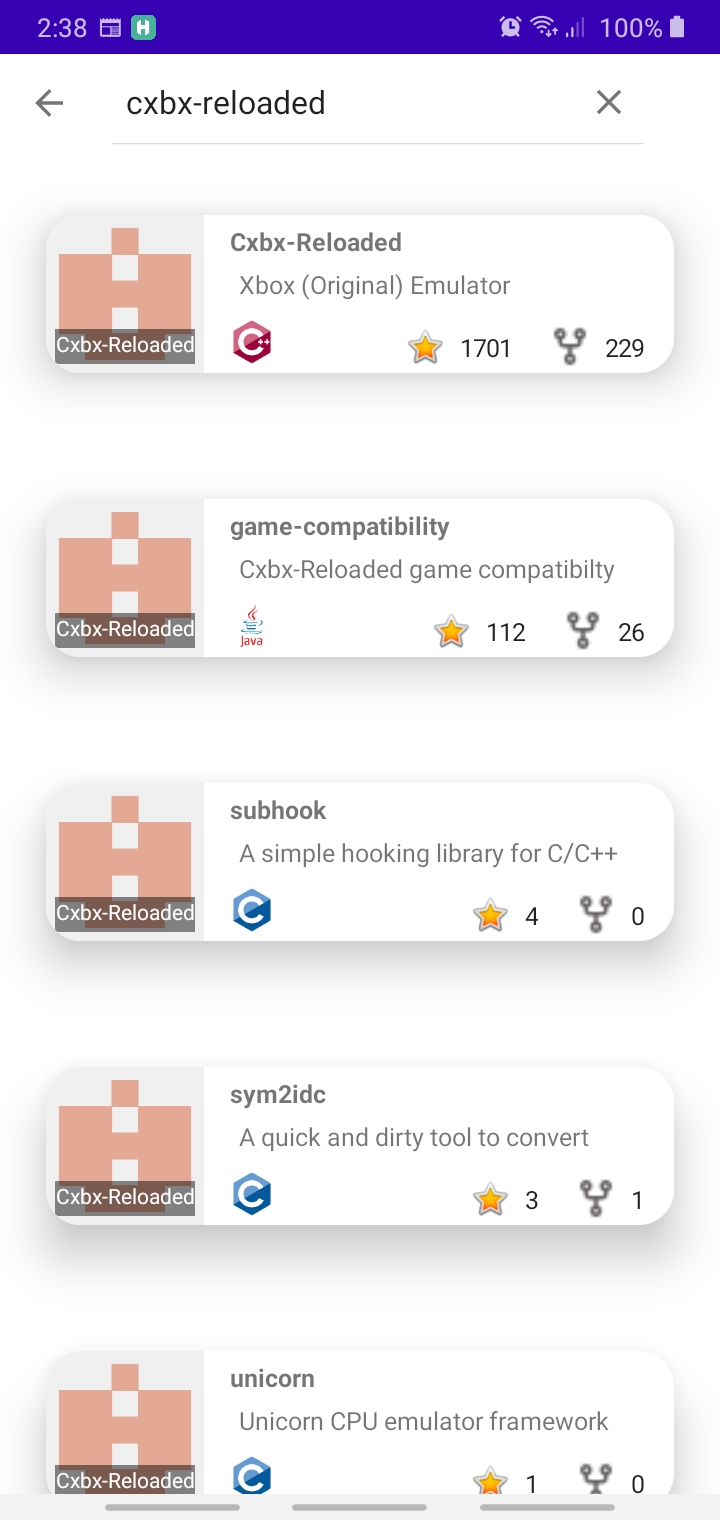 2:38
100%
cxbx-reloaded
Cxbx-Reloaded
Xbox (Original) Emulator
Cxbx-Reloaded
C++
1701
229
game-compatibility
Cxbx-Reloaded game compatibilty
Cxbx-Reloaded
Java
112
26
subhook
A simple hooking library for C/C++
Cxbx-Reloaded
C
4
0
sym2idc
A quick and dirty tool to convert
Cxbx-Reloaded
C
3
1
unicorn
Unicorn CPU emulator framework
Cxbx-Reloaded
C
1
0